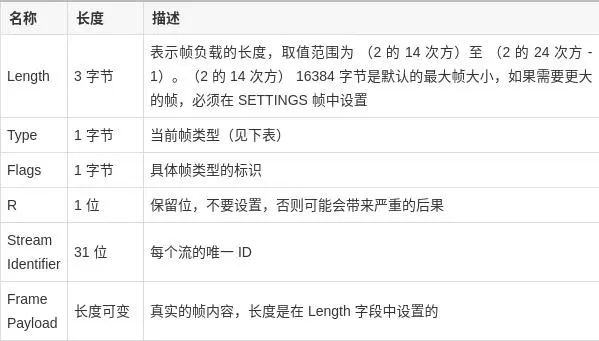 名称 长度 描述
表示帧负载的长度，取值范围为 （2 的 14 次方）至 （2 的 24 次方 -
Length 3 字节 1）。（2 的 14 次方） 16384 字节是默认的最大帧大小，如果需要更大
的帧，必须在 SETTINGS 帧中设置
Type 1 字节 当前帧类型（见下表）
Flags 1 字节 具体帧类型的标识
R 1 位 保留位，不要设置，否则可能会带来严重的后果
Stream
Identifier 31 位 每个流的唯一 ID
Frame
Payload 长度可变 真实的帧内容，长度是在 Length 字段中设置的